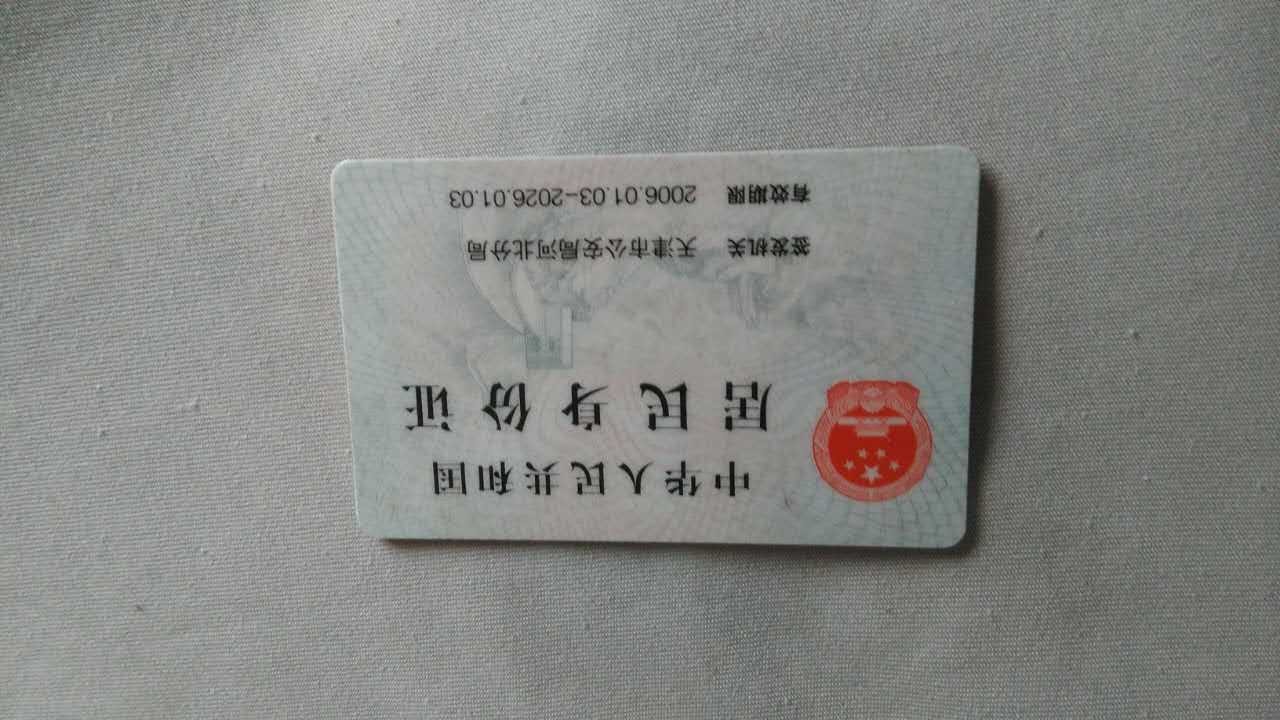 中华人民共和国
居民身份证
签发机关 天津市公安局河北分局
有效期限 2006.01.03-2026.01.03